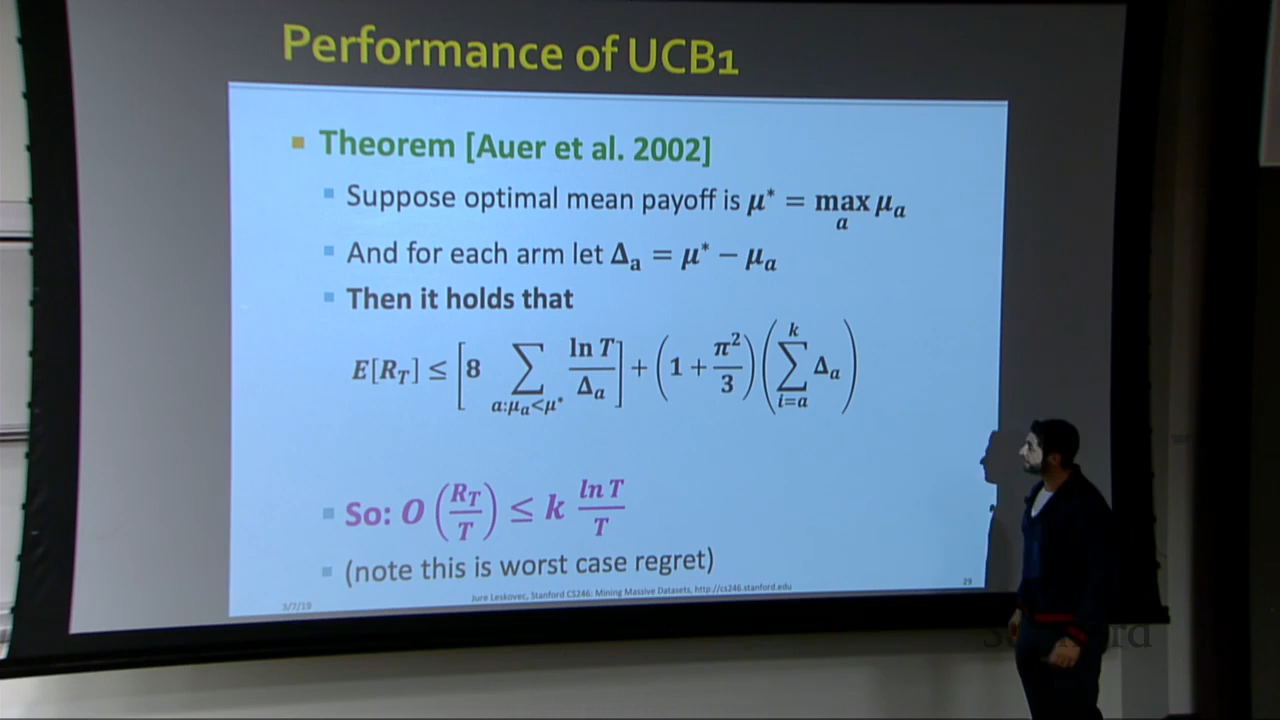 Performance of UCB1
Theorem [Auer et al. 2002]
Suppose optimal mean payoff is μ* = max_a μ_a
And for each arm let Δ_a = μ* − μ_a
Then it holds that
E[R_T] ≤ [8 ∑_{a:μ_a<μ*} ln T / Δ_a] + (1 + π²/3) (∑_{i=a}^{k} Δ_a)
So: O(R_T / T) ≤ k ln T / T
(note this is worst case regret)
3/7/19
Jure Leskovec, Stanford CS246: Mining Massive Datasets, http://cs246.stanford.edu
29
Stanford